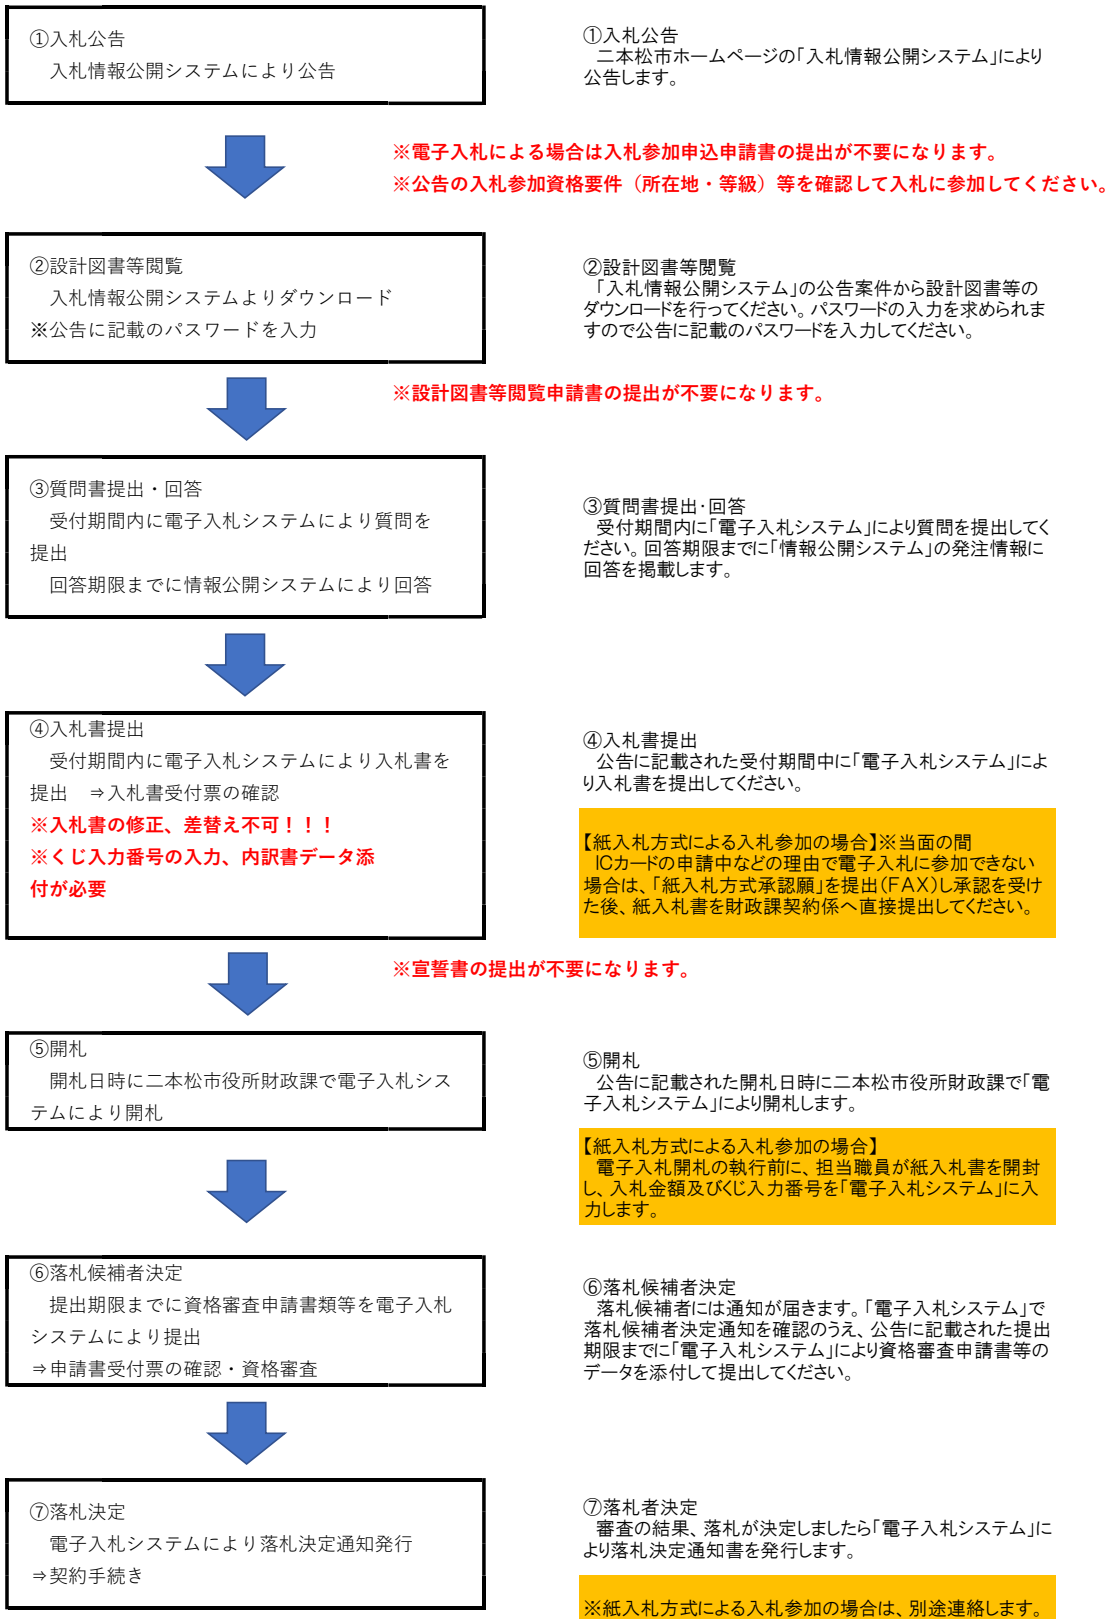 ①入札公告
入札情報公開システムにより公告
①入札公告
二本松市ホームページの「入札情報公開システム」により
公告します。
※電子入札による場合は入札参加申込申請書の提出が不要になります。
※公告の入札参加資格要件（所在地・等級）等を確認して入札に参加してください。
②設計図書等閲覧
入札情報公開システムよりダウンロード
※公告に記載のパスワードを入力
②設計図書等閲覧
「入札情報公開システム」の公告案件から設計図書等の
ダウンロードを行ってください。パスワードの入力を求められま
すので公告に記載のパスワードを入力してください。
※設計図書等閲覧申請書の提出が不要になります。
③質問書提出・回答
受付期間内に電子入札システムにより質問を
提出
回答期限までに情報公開システムにより回答
③質問書提出・回答
受付期間内に「電子入札システム」により質問を提出してく
ださい。回答期限までに「情報公開システム」の発注情報に
回答を掲載します。
④入札書提出
受付期間内に電子入札システムにより入札書を
提出　⇒入札書受付票の確認
※入札書の修正、差替え不可！！！
※くじ入力番号の入力、内訳書データ添
付が必要
④入札書提出
公告に記載された受付期間中に「電子入札システム」によ
り入札書を提出してください。
【紙入札方式による入札参加の場合】※当面の間
ICカードの申請中などの理由で電子入札に参加できない
場合は、「紙入札方式承認願」を提出(FAX)し承認を受け
た後、紙入札書を財政課契約係へ直接提出してください。
※宣誓書の提出が不要になります。
⑤開札
開札日時に二本松市役所財政課で電子入札シス
テムにより開札
⑤開札
公告に記載された開札日時に二本松市役所財政課で「電
子入札システム」により開札します。
【紙入札方式による入札参加の場合】
電子入札開札の執行前に、担当職員が紙入札書を開封
し、入札金額及びくじ入力番号を「電子入札システム」に入
力します。
⑥落札候補者決定
提出期限までに資格審査申請書類等を電子入札
システムにより提出
⇒申請書受付票の確認・資格審査
⑥落札候補者決定
落札候補者には通知が届きます。「電子入札システム」で
落札候補者決定通知を確認のうえ、公告に記載された提出
期限までに「電子入札システム」により資格審査申請書等の
データを添付して提出してください。
⑦落札決定
電子入札システムにより落札決定通知発行
⇒契約手続き
⑦落札者決定
審査の結果、落札が決定しましたら「電子入札システム」に
より落札決定通知書を発行します。
※紙入札方式による入札参加の場合は、別途連絡します。